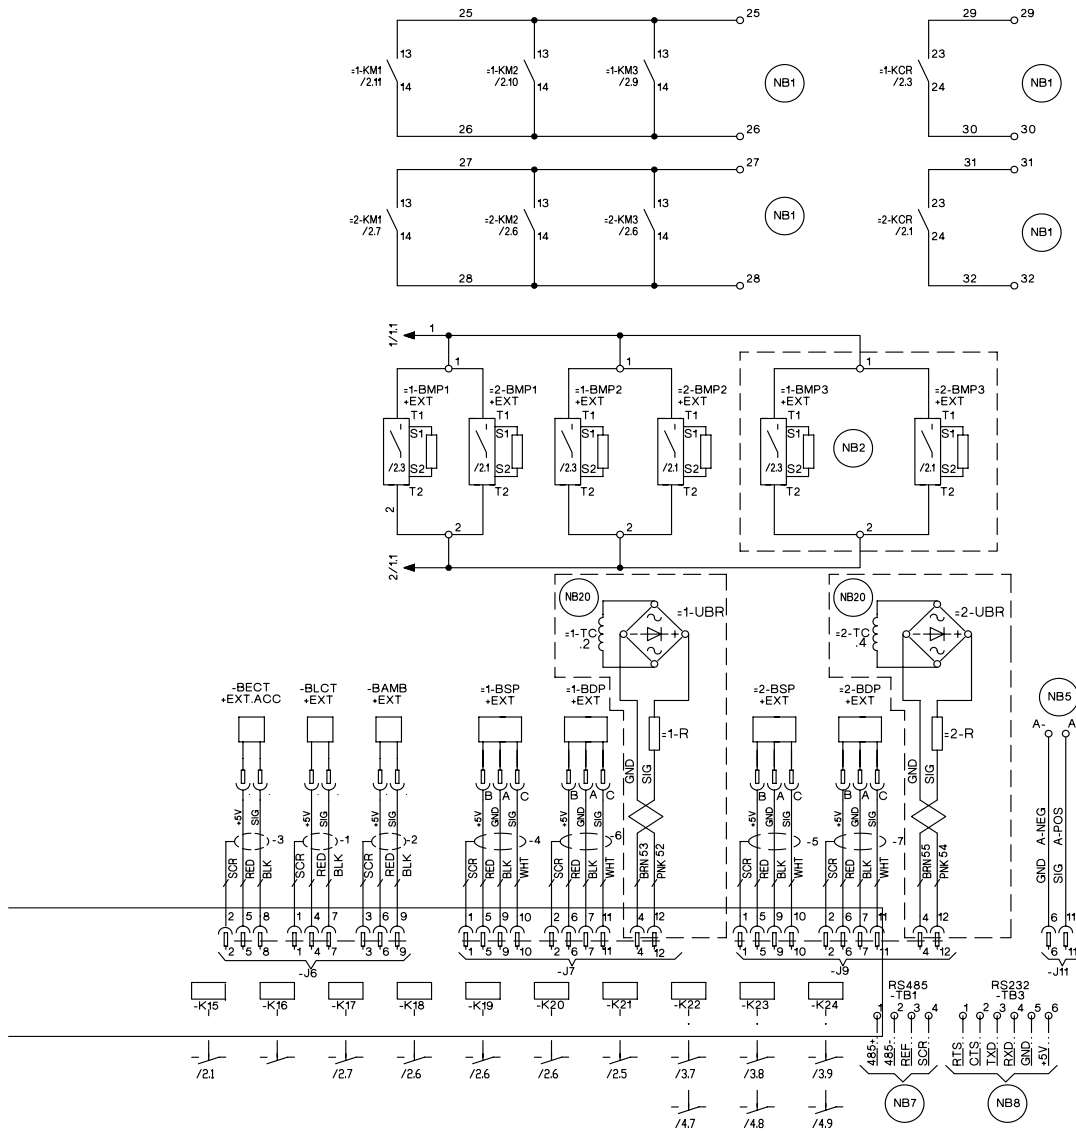 25 25 29 29
13 13 13 23
=1-KM1 =1-KM2 =1-KM3 NB1 =1-KCR NB1
/2.11 /2.10 /2.9 /2.3
14 14 14 24
26 26 30 30
27 27 31 31
13 13 13 23
=2-KM1 =2-KM2 =2-KM3 NB1 =2-KCR NB1
/2.7 /2.6 /2.6 /2.1
14 14 14 24
28 28 32 32
1/1.1 1
1 1 1
=1-BMP1 =2-BMP1 =1-BMP2 =2-BMP2 =1-BMP3 =2-BMP3
+EXT +EXT +EXT +EXT +EXT +EXT
T1 T1 T1 T1 T1 T1
S1 S1 S1 S1 S1 S1
NB2
/2.3 /2.1 /2.3 /2.1 /2.3 /2.1
S2 S2 S2 S2 S2 S2
T2 T2 T2 T2 T2 T2
2
2 2 2
2/1.1
NB20 NB20
=1-UBR =2-UBR
=1-TC =2-TC
.2 .4
- + - +
-BECT -BLCT -BAMB =1-BSP =1-BDP =2-BSP =2-BDP
+EXT.ACC +EXT +EXT +EXT +EXT +EXT +EXT
NB5
A- A
=1-R =2-R
GND SIG GND SIG
B A C B A C B A C B A C
+5V SIG +5V SIG +5V SIG +5V GND SIG +5V GND SIG +5V GND SIG +5V GND SIG
-3 -1 -2 -4 -6 -5 -7
A-NEG A-POS
GND SIG
SCR RED BLK SCR RED BLK SCR RED BLK SCR RED BLK WHT SCR RED BLK WHT BRN 53 PNK 52 SCR RED BLK WHT SCR RED BLK WHT BRN 55 PNK 54
2 5 8 1 4 7 3 6 9 1 5 9 10 2 6 7 11 4 12 1 5 9 10 2 6 7 11 4 12 6 11
2 5 8 1 4 7 3 6 9 1 5 9 10 2 6 7 11 4 12 1 5 9 10 2 6 7 11 4 12 6 11
-J6 -J7 -J9 -J11
-K15 -K16 -K17 -K18 -K19 -K20 -K21 -K22 -K23 -K24
RS485 RS232
-TB1 -TB3
1 2 3 4 1 2 3 4 5 6
485+ 485- REF SCR RTS CTS TXD RXD GND +5V
/2.1 /2.7 /2.6 /2.6 /2.6 /2.5 /3.7 /3.8 /3.9
NB7 NB8
/4.7 /4.8 /4.9